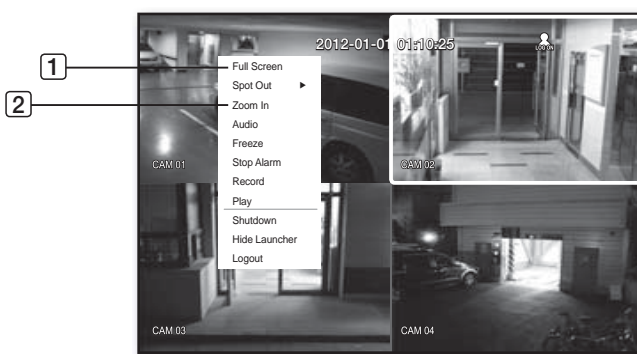 2012-01-01 01:10:25
LOG ON
1
Full Screen
Spot Out
2
Zoom In
Audio
Freeze
Stop Alarm
Record
Play
Shutdown
Hide Launcher
Logout
CAM 01
CAM 02
CAM 03
CAM 04